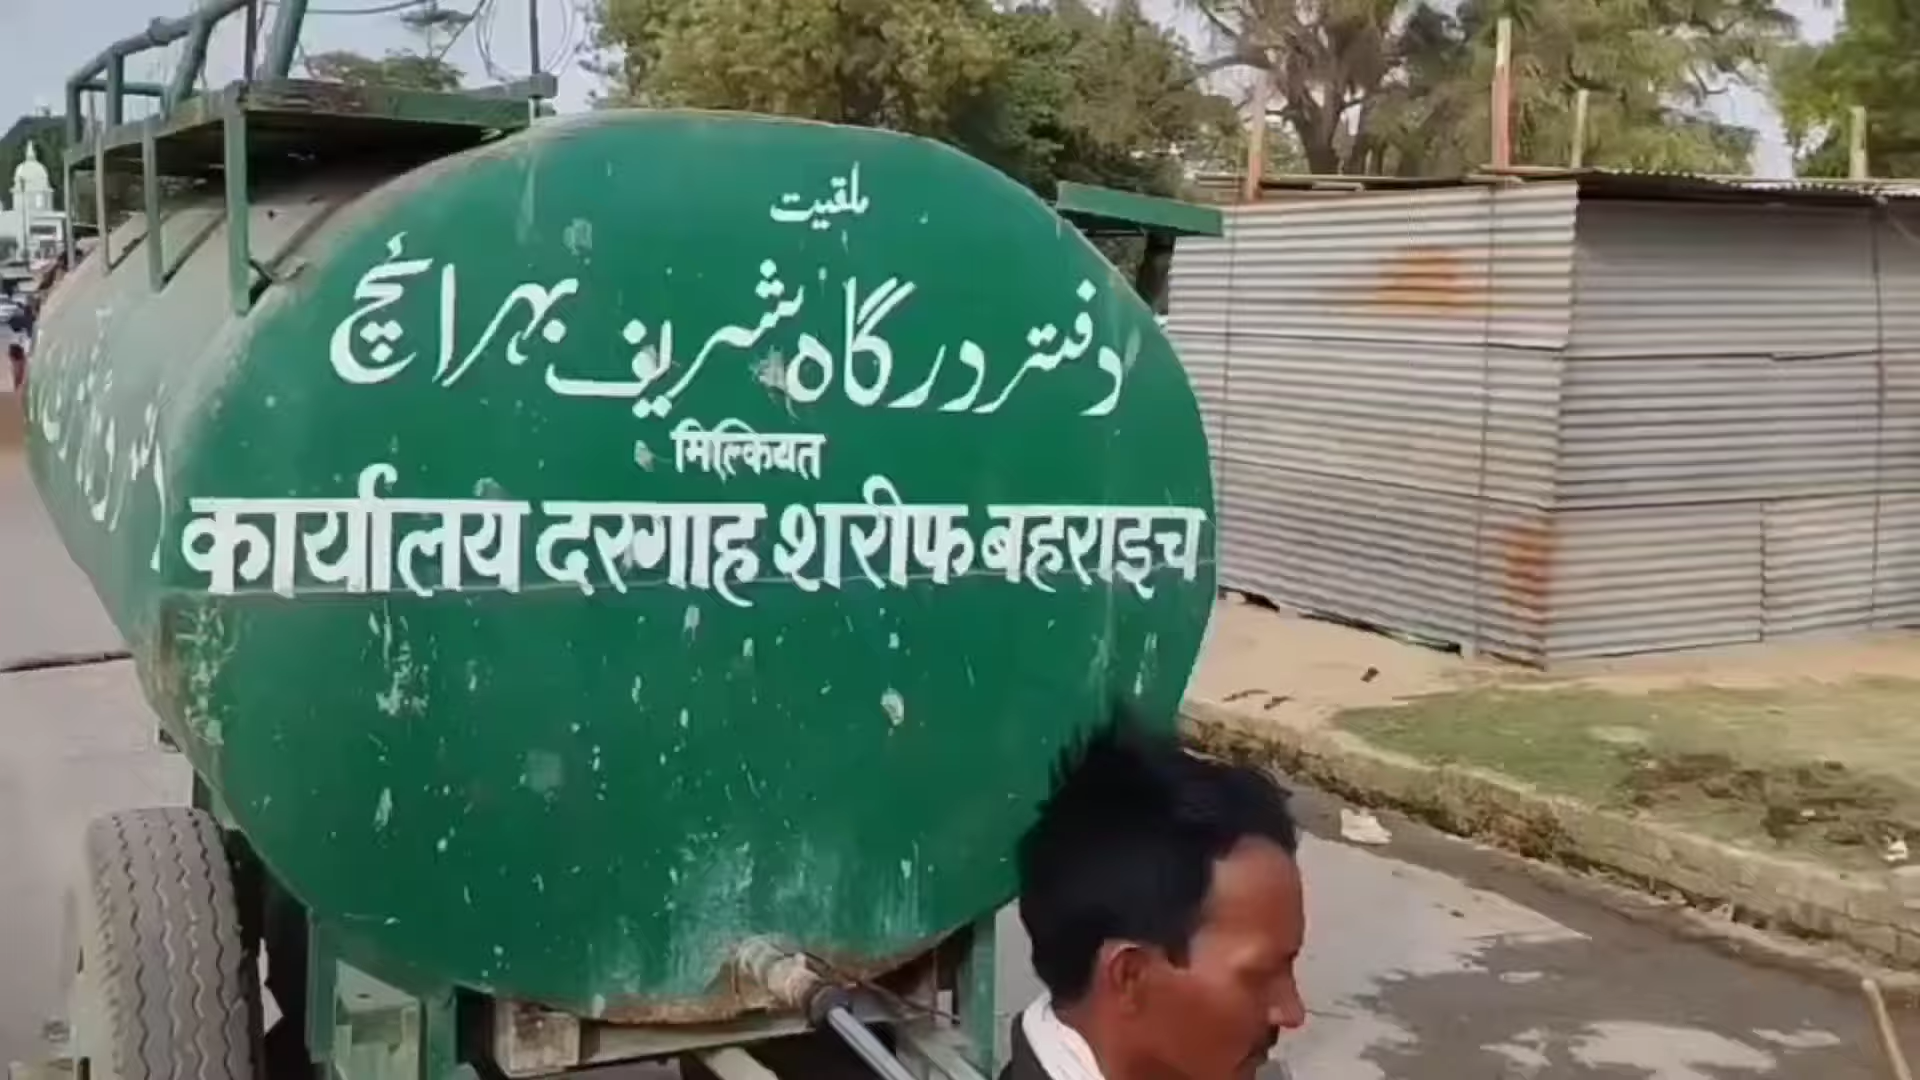 ملقیت
دفتر درگاہ شریف بہرائچ
मिल्कियत
कार्यालय दरगाह शरीफ बहराइच